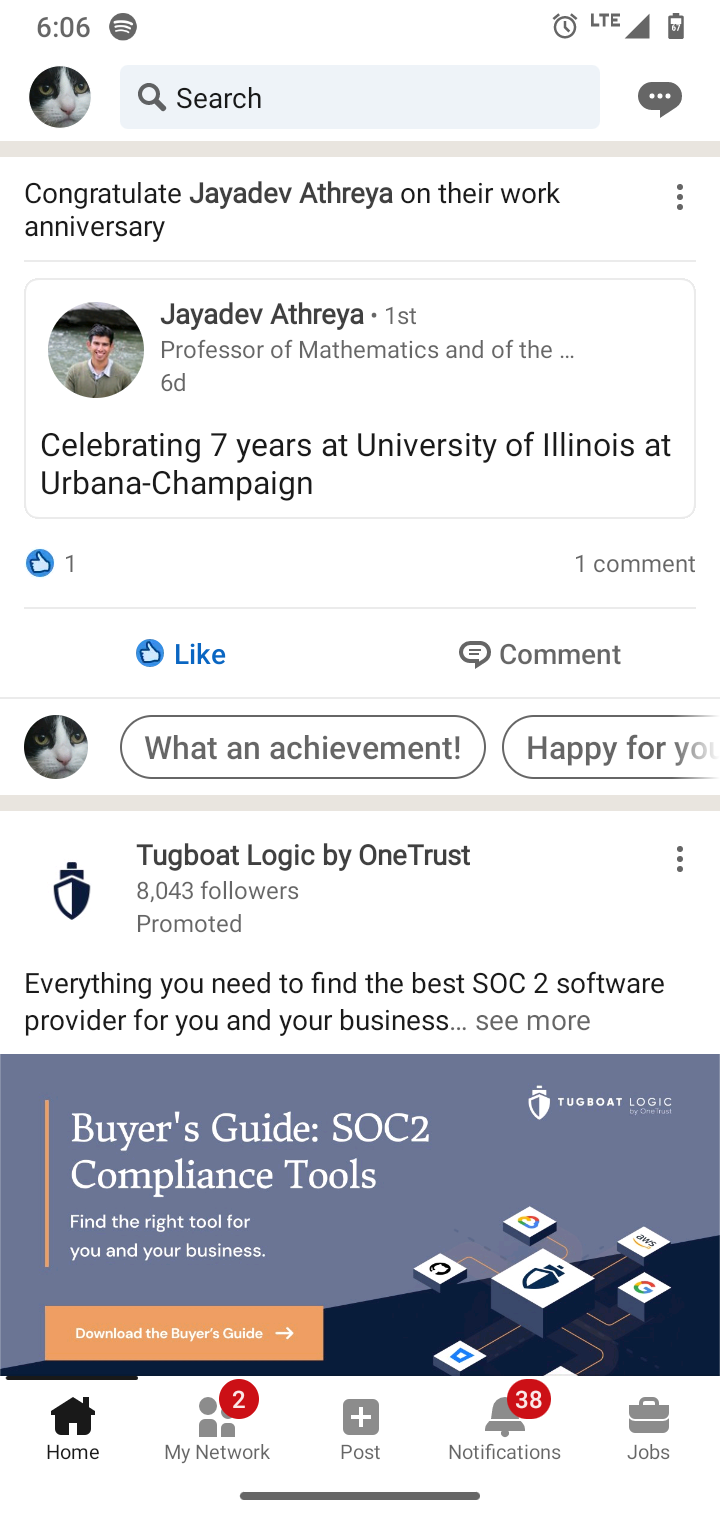 6:06
LTE
67
Search
Congratulate Jayadev Athreya on their work
anniversary
Jayadev Athreya • 1st
Professor of Mathematics and of the ...
6d
Celebrating 7 years at University of Illinois at
Urbana-Champaign
1
1 comment
Like
Comment
What an achievement!
Happy for you
Tugboat Logic by OneTrust
8,043 followers
Promoted
Everything you need to find the best SOC 2 software
provider for you and your business... see more
TUGBOAT LOGIC
by OneTrust
Buyer's Guide: SOC2
Compliance Tools
Find the right tool for
you and your business.
aws
G
Download the Buyer's Guide →
2
38
Home
My Network
Post
Notifications
Jobs